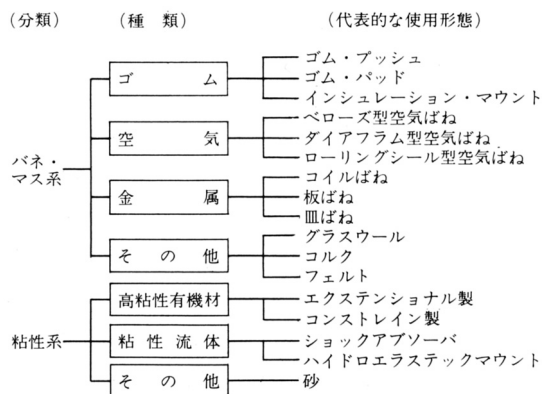 (分類) (種 類) (代表的な使用形態)
バネ・マス系
ゴ ム
ゴム・プッシュ
ゴム・パッド
インシュレーション・マウント
空 気
ベローズ型空気ばね
ダイアフラム型空気ばね
ローリングシール型空気ばね
金 属
コイルばね
板ばね
皿ばね
そ の 他
グラスウール
コルク
フェルト
粘性系
高粘性有機材
エクステンショナル製
コンストレイン製
粘 性 流 体
ショックアブソーバ
ハイドロエラステックマウント
そ の 他
砂